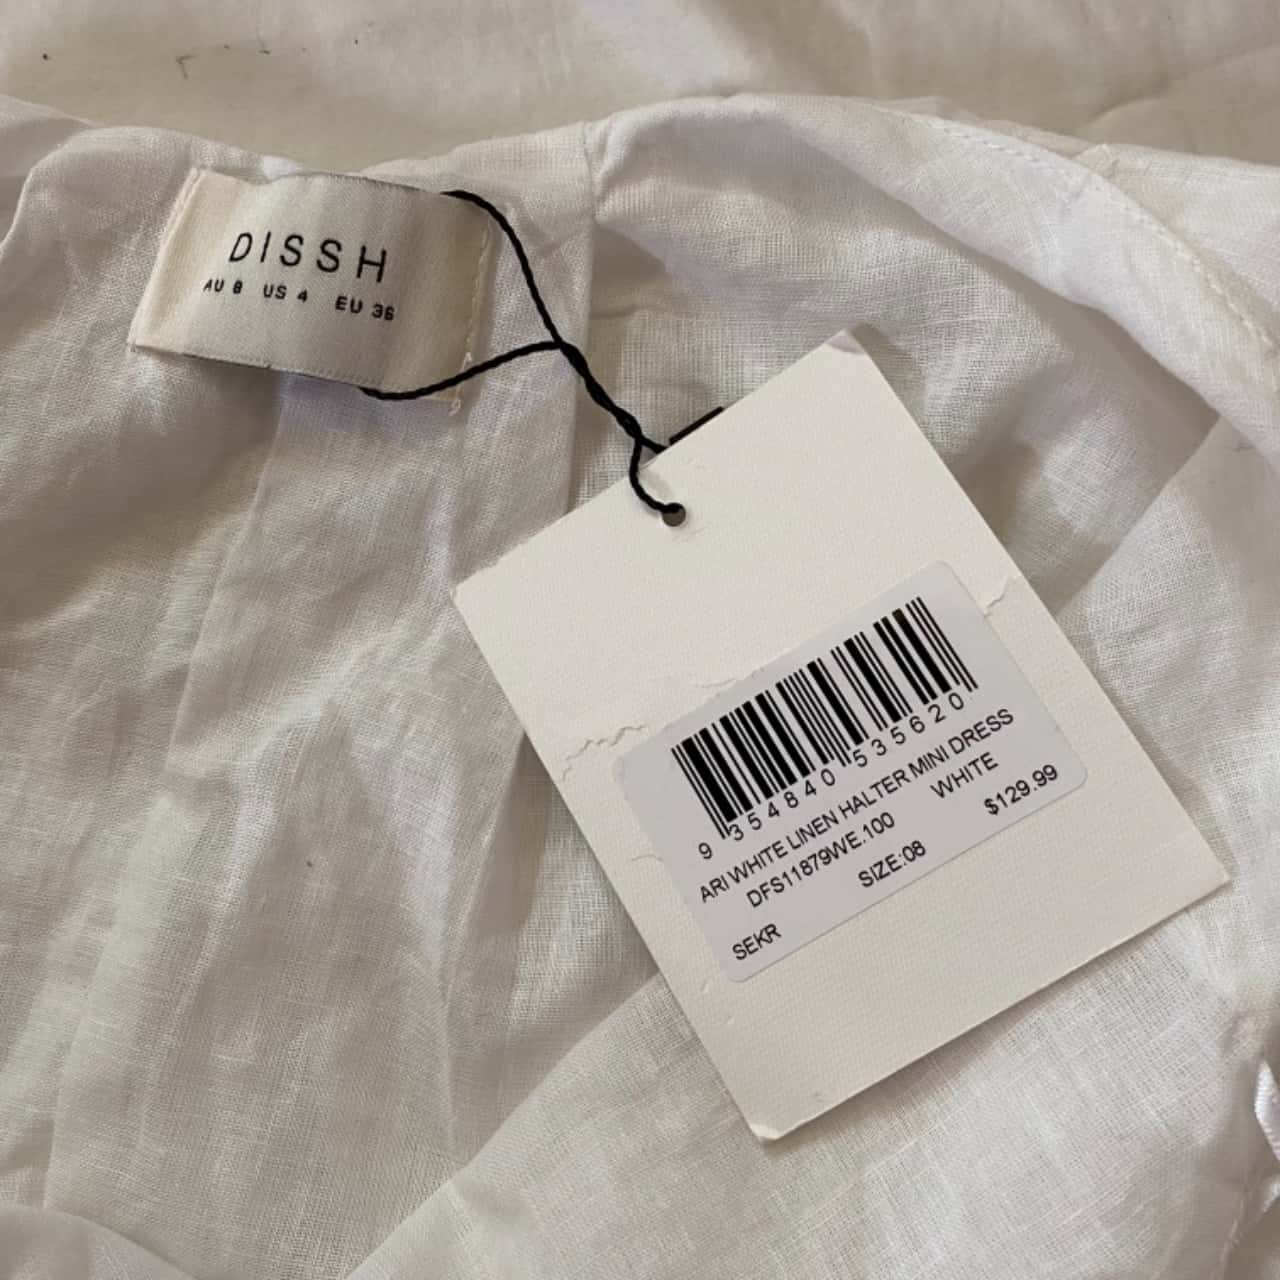 DISSH
AU 8 US 4 EU 36
9 354840 535620
ARI WHITE LINEN HALTER MINI DRESS
DFS11879WE.100 WHITE
SIZE:08 $129.99
SEKR